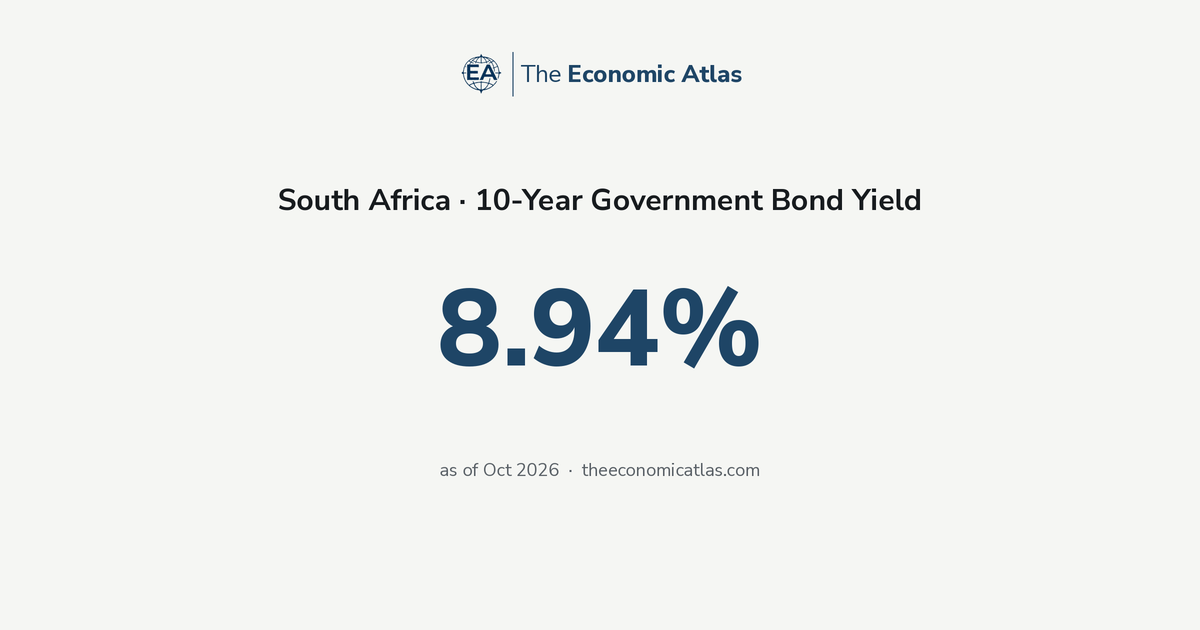 EA The Economic Atlas
South Africa · 10-Year Government Bond Yield
8.94%
as of Oct 2026 · theeconomicatlas.com